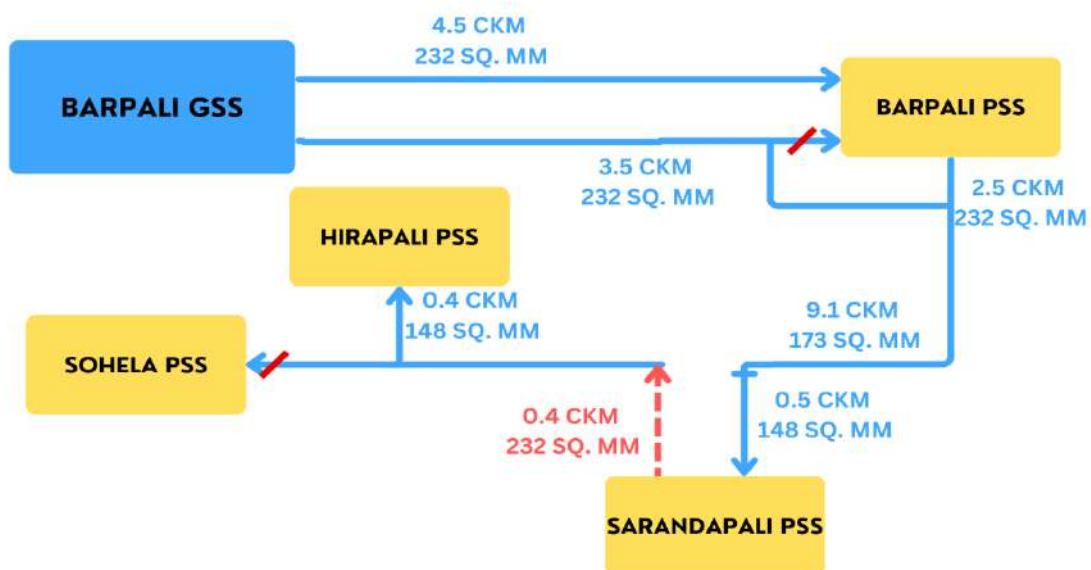 4.5 CKM
232 SQ. MM
BARPALI GSS
BARPALI PSS
3.5 CKM
232 SQ. MM
2.5 CKM
232 SQ. MM
HIRAPALI PSS
0.4 CKM
148 SQ. MM
9.1 CKM
173 SQ. MM
SOHELA PSS
0.4 CKM
232 SQ. MM
0.5 CKM
148 SQ. MM
SARANDAPALI PSS